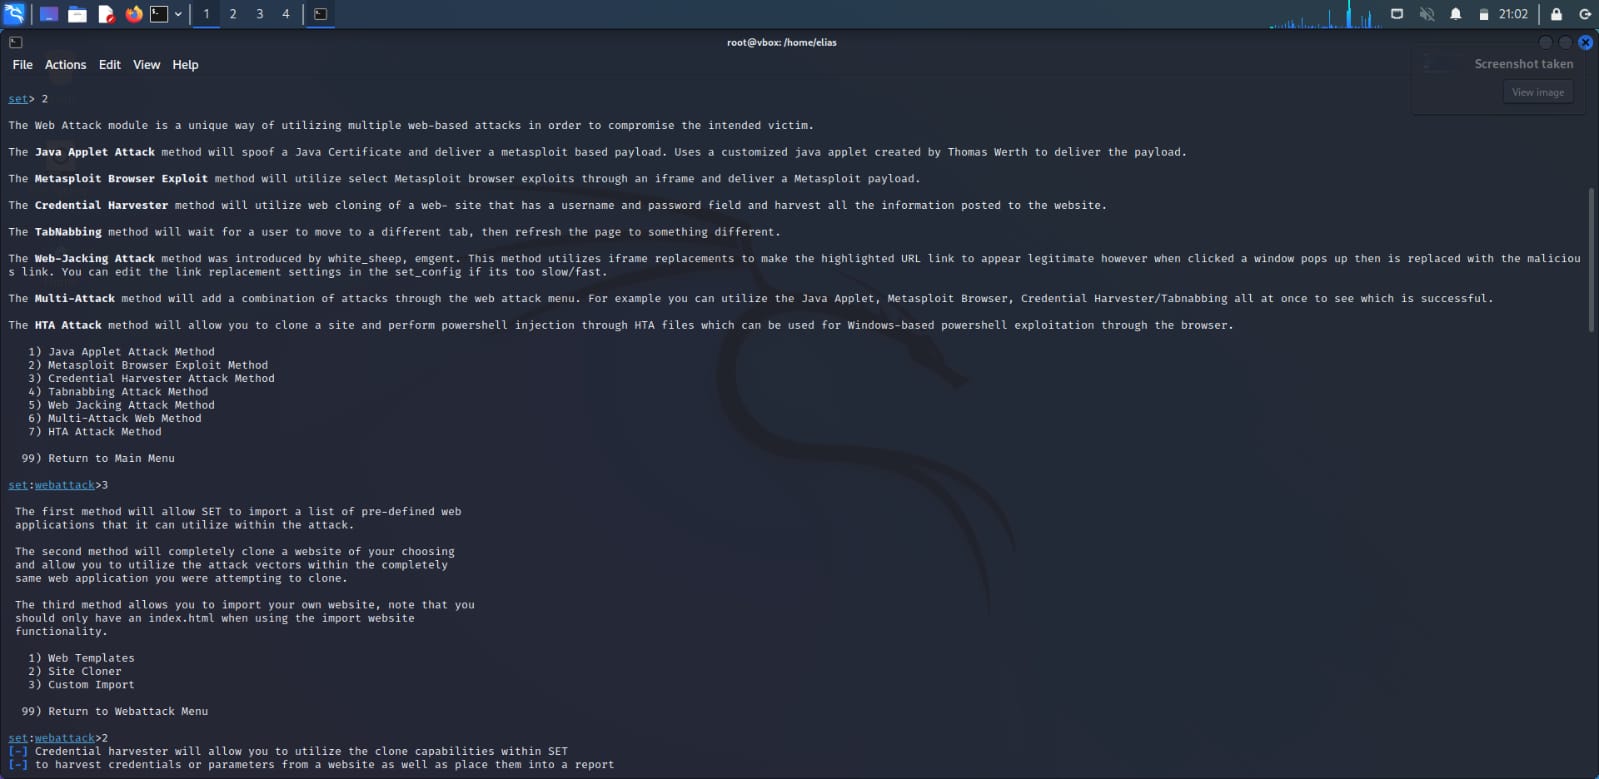 1 2 3 4
21:02
root@vbox: /home/elias
File Actions Edit View Help
Screenshot taken
View image
set> 2
The Web Attack module is a unique way of utilizing multiple web-based attacks in order to compromise the intended victim.
The Java Applet Attack method will spoof a Java Certificate and deliver a metasploit based payload. Uses a customized java applet created by Thomas Werth to deliver the payload.
The Metasploit Browser Exploit method will utilize select Metasploit browser exploits through an iframe and deliver a Metasploit payload.
The Credential Harvester method will utilize web cloning of a web- site that has a username and password field and harvest all the information posted to the website.
The TabNabbing method will wait for a user to move to a different tab, then refresh the page to something different.
The Web-Jacking Attack method was introduced by white_sheep, emgent. This method utilizes iframe replacements to make the highlighted URL link to appear legitimate however when clicked a window pops up then is replaced with the maliciou
s link. You can edit the link replacement settings in the set_config if its too slow/fast.
The Multi-Attack method will add a combination of attacks through the web attack menu. For example you can utilize the Java Applet, Metasploit Browser, Credential Harvester/Tabnabbing all at once to see which is successful.
The HTA Attack method will allow you to clone a site and perform powershell injection through HTA files which can be used for Windows-based powershell exploitation through the browser.
1) Java Applet Attack Method
2) Metasploit Browser Exploit Method
3) Credential Harvester Attack Method
4) Tabnabbing Attack Method
5) Web Jacking Attack Method
6) Multi-Attack Web Method
7) HTA Attack Method
99) Return to Main Menu
set:webattack>3
The first method will allow SET to import a list of pre-defined web
applications that it can utilize within the attack.
The second method will completely clone a website of your choosing
and allow you to utilize the attack vectors within the completely
same web application you were attempting to clone.
The third method allows you to import your own website, note that you
should only have an index.html when using the import website
functionality.
1) Web Templates
2) Site Cloner
3) Custom Import
99) Return to Webattack Menu
set:webattack>2
[-] Credential harvester will allow you to utilize the clone capabilities within SET
[-] to harvest credentials or parameters from a website as well as place them into a report